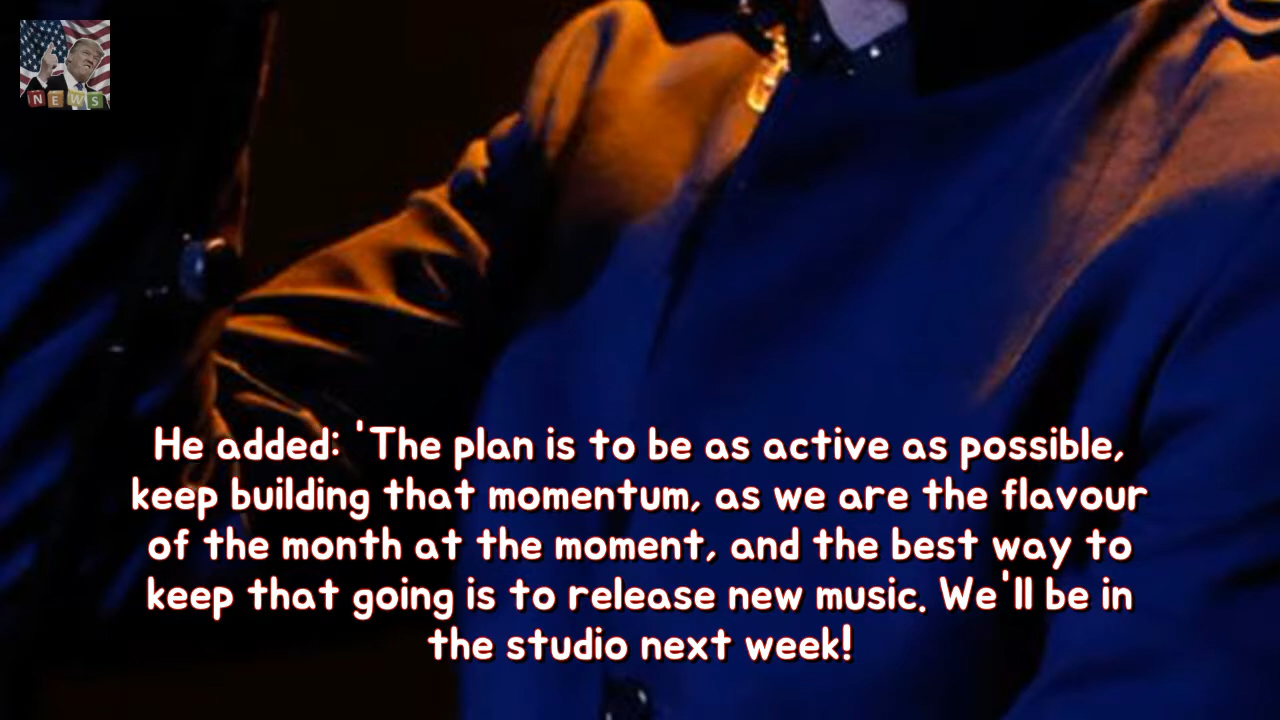 NEWS
He added: 'The plan is to be as active as possible,
keep building that momentum, as we are the flavour
of the month at the moment, and the best way to
keep that going is to release new music. We'll be in
the studio next week!